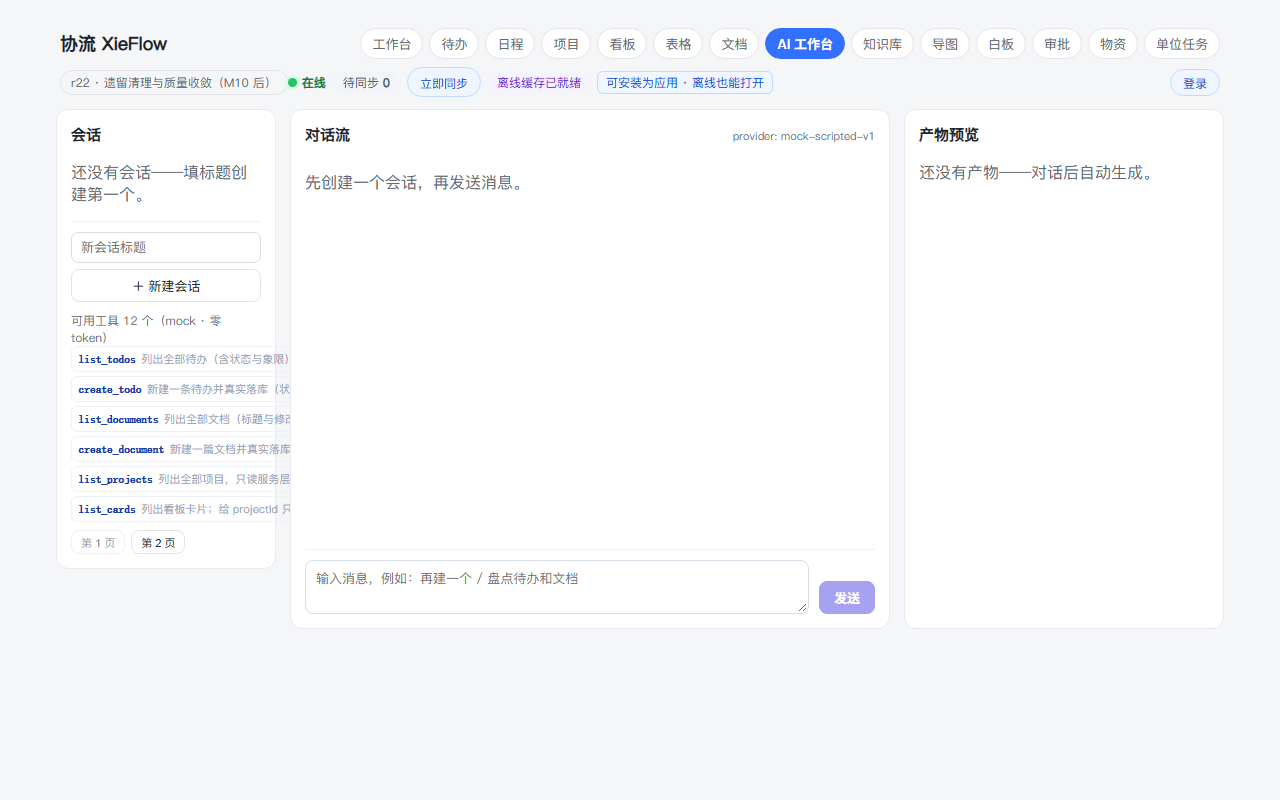 协流 XieFlow
工作台
待办
日程
项目
看板
表格
文档
AI 工作台
知识库
导图
白板
审批
物资
单位任务
r22 · 遗留清理与质量收敛（M10 后）
在线
待同步 0
立即同步
离线缓存已就绪
可安装为应用 · 离线也能打开
登录
会话
还没有会话——填标题创
建第一个。
新会话标题
＋ 新建会话
可用工具 12 个（mock · 零
token）
list_todos 列出全部待办（含状态与象限）
create_todo 新建一条待办并真实落库（状
list_documents 列出全部文档（标题与修改
create_document 新建一篇文档并真实落库
list_projects 列出全部项目，只读服务层
list_cards 列出看板卡片；给 projectId 只
第 1 页
第 2 页
对话流
provider: mock-scripted-v1
先创建一个会话，再发送消息。
输入消息，例如：再建一个 / 盘点待办和文档
发送
产物预览
还没有产物——对话后自动生成。